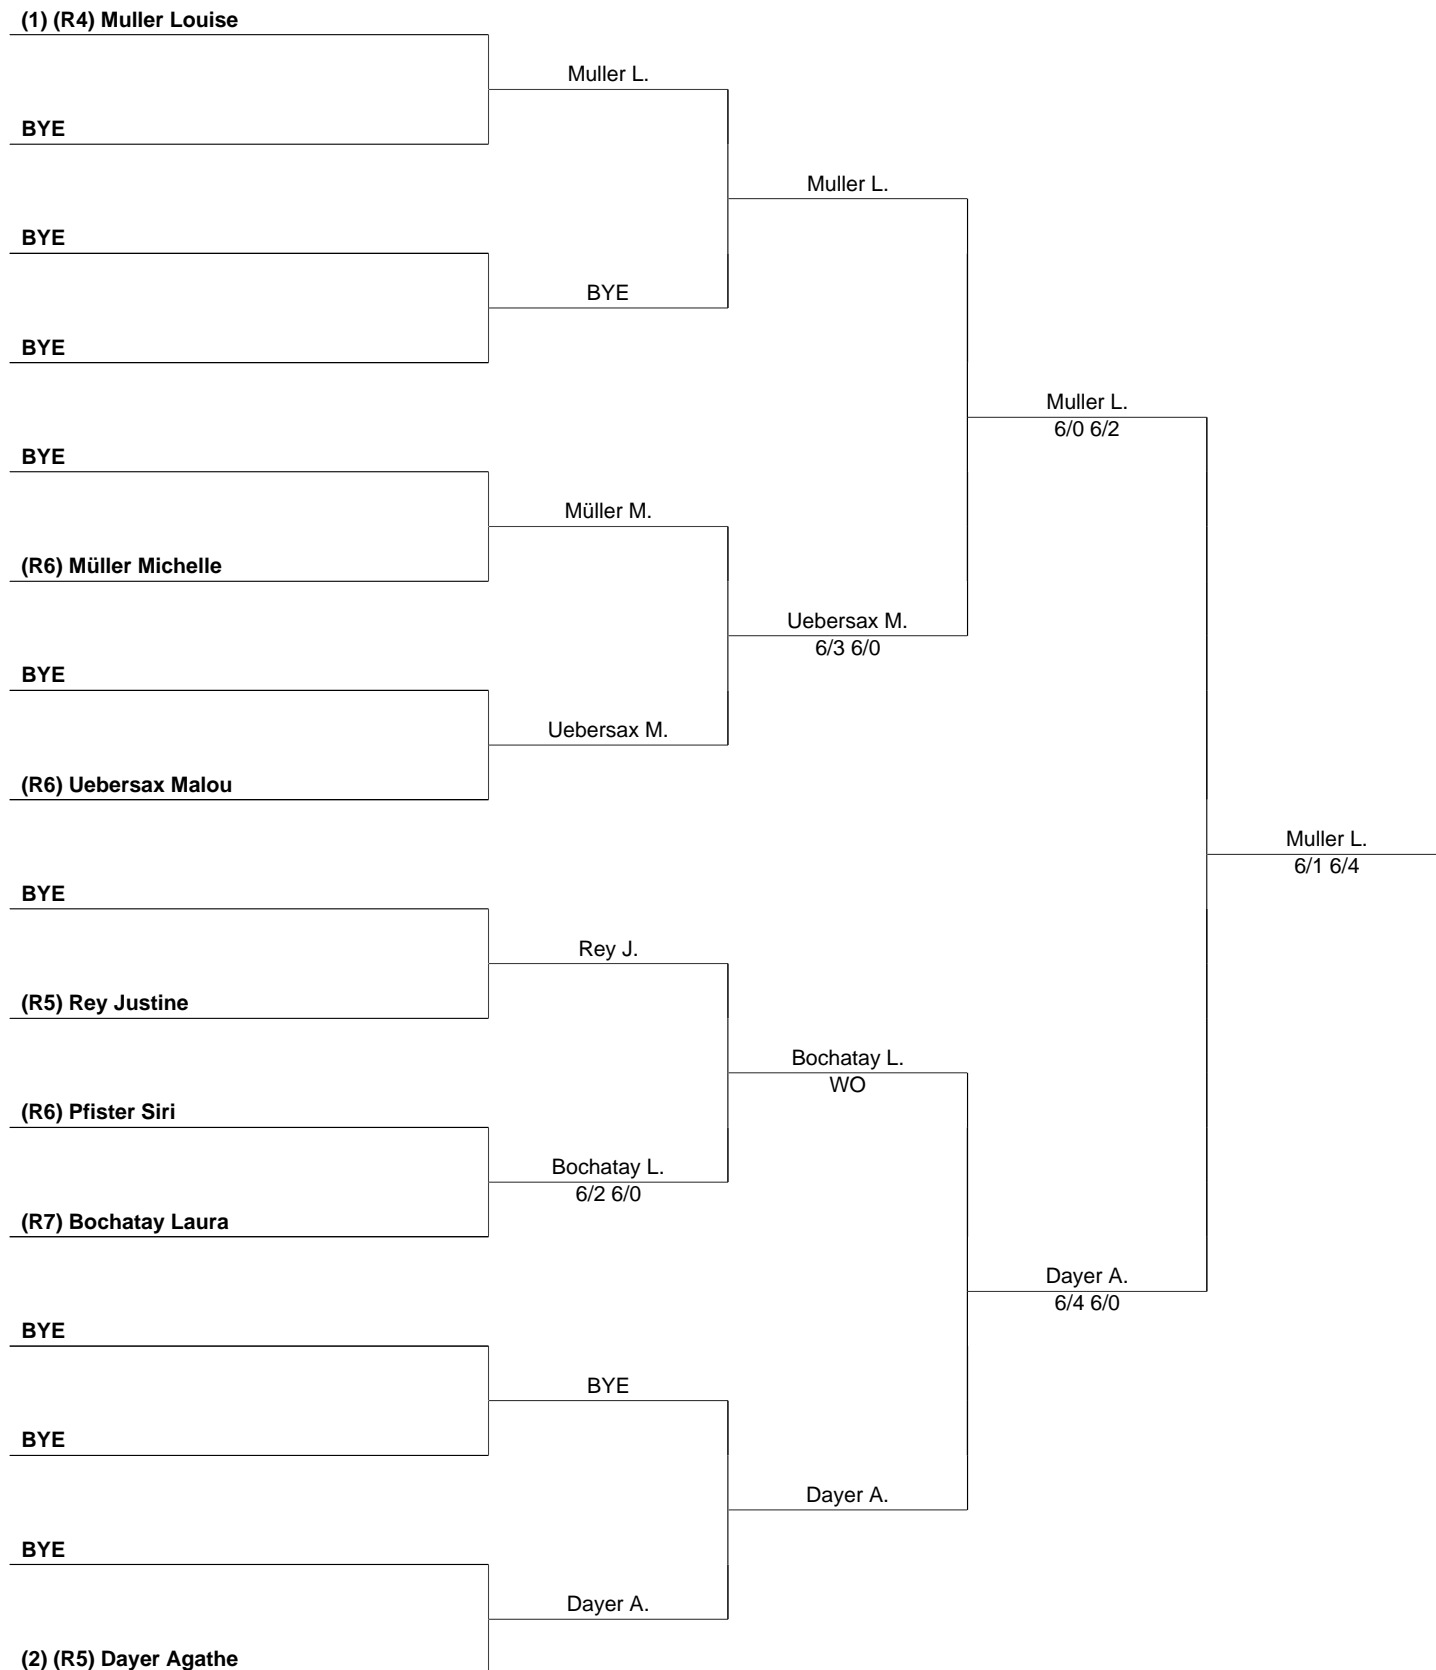 (1) (R4) Muller Louise
Muller L.
BYE
Muller L.
BYE
BYE
BYE
Muller L.
6/0 6/2
BYE
Müller M.
(R6) Müller Michelle
Uebersax M.
6/3 6/0
BYE
Uebersax M.
(R6) Uebersax Malou
Muller L.
6/1 6/4
BYE
Rey J.
(R5) Rey Justine
Bochatay L.
WO
(R6) Pfister Siri
Bochatay L.
6/2 6/0
(R7) Bochatay Laura
Dayer A.
6/4 6/0
BYE
BYE
BYE
Dayer A.
BYE
Dayer A.
(2) (R5) Dayer Agathe